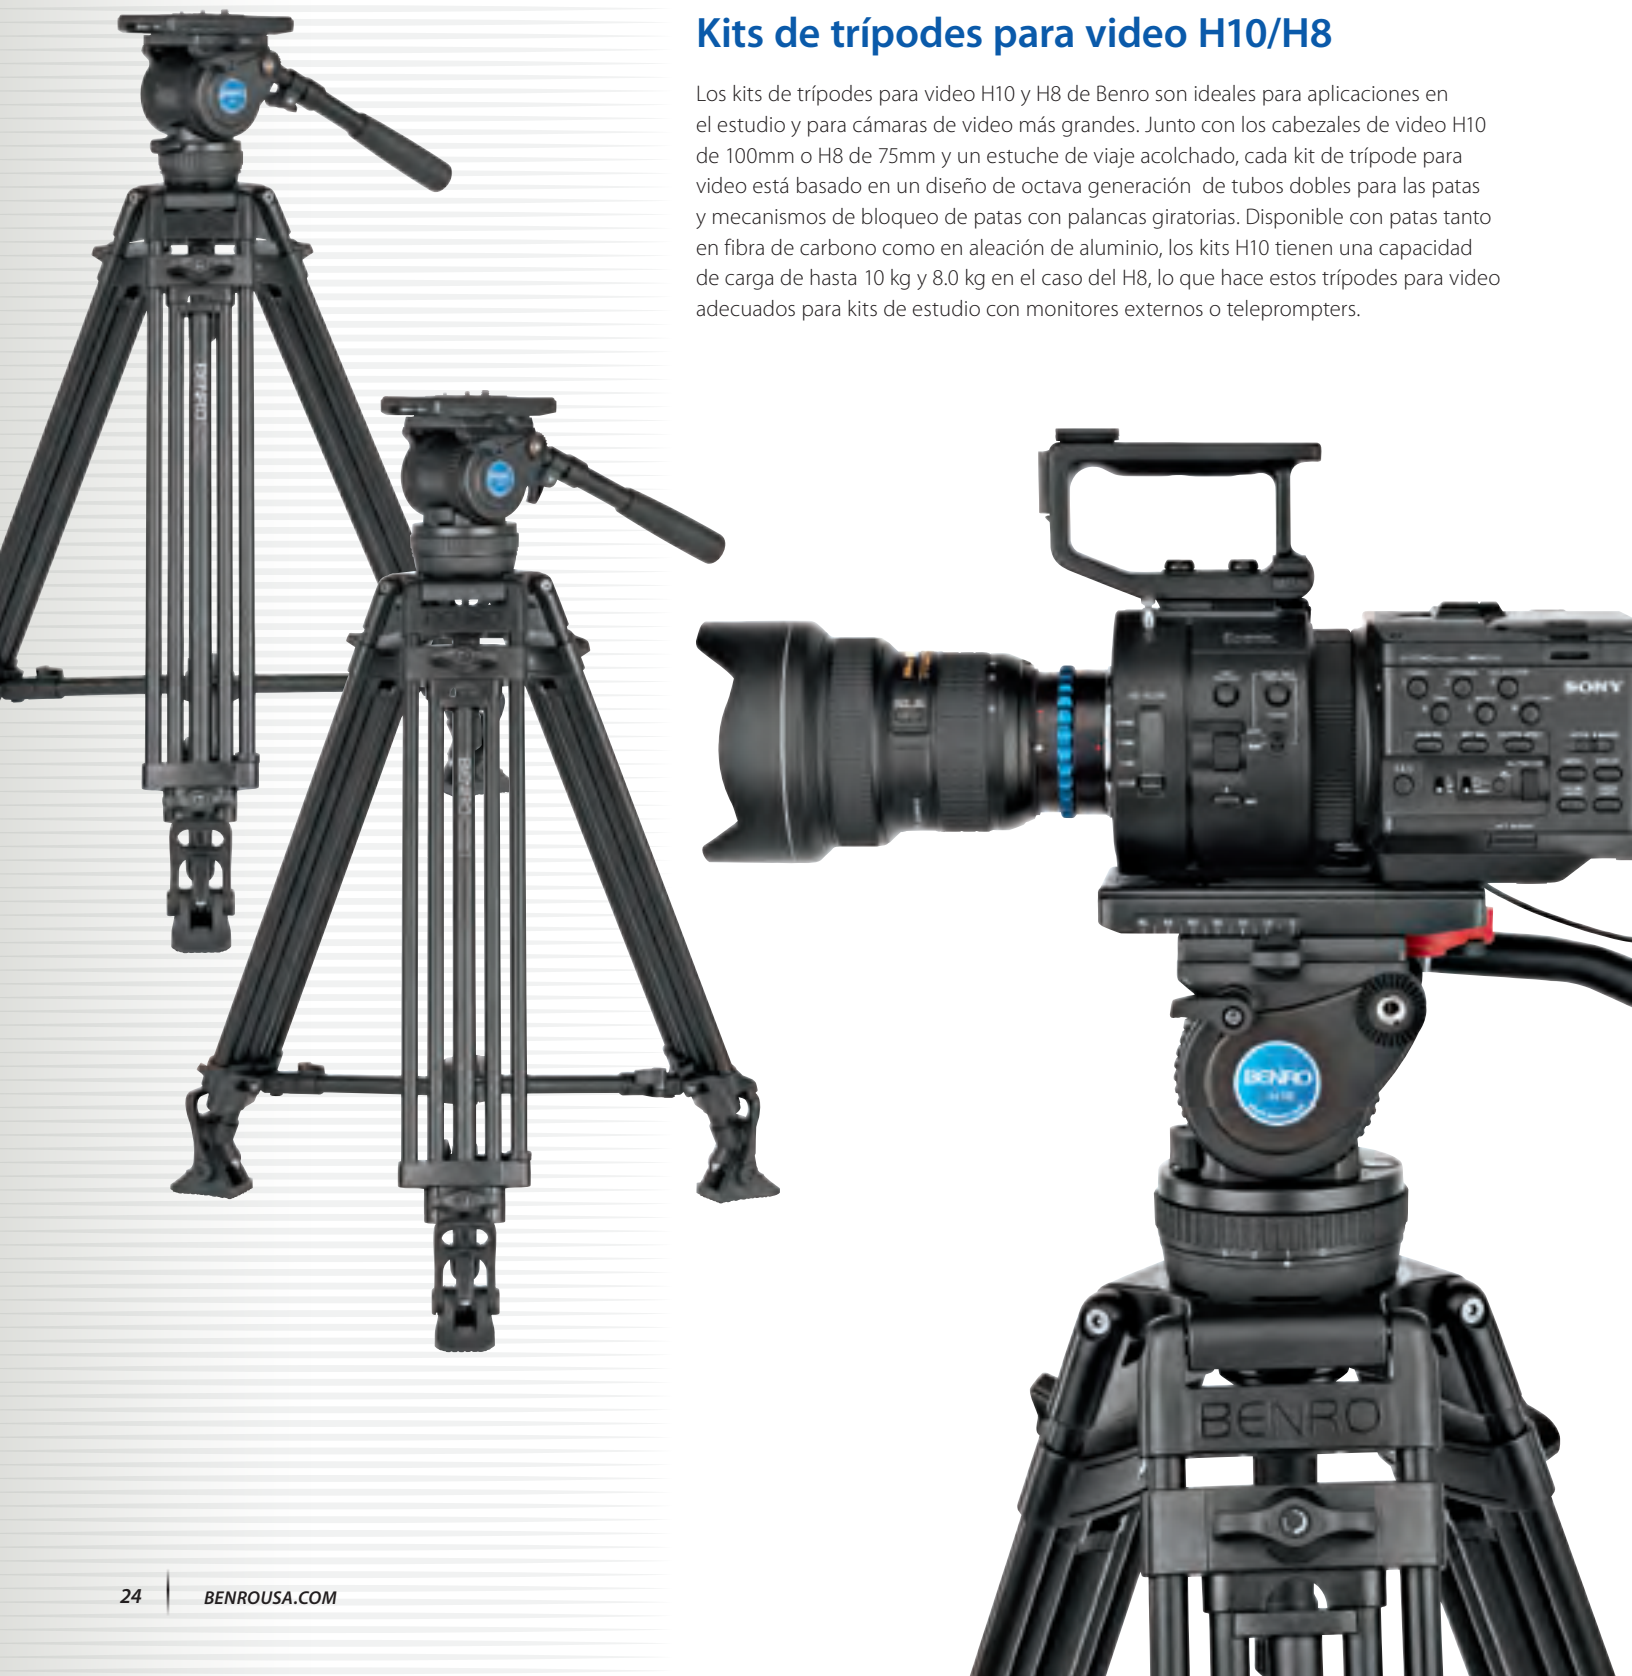 Kits de trípodes para video H10/H8
Los kits de trípodes para video H10 y H8 de Benro son ideales para aplicaciones en
el estudio y para cámaras de video más grandes. Junto con los cabezales de video H10
de 100mm o H8 de 75mm y un estuche de viaje acolchado, cada kit de trípode para
video está basado en un diseño de octava generación  de tubos dobles para las patas
y mecanismos de bloqueo de patas con palancas giratorias. Disponible con patas tanto
en fibra de carbono como en aleación de aluminio, los kits H10 tienen una capacidad
de carga de hasta 10 kg y 8.0 kg en el caso del H8, lo que hace estos trípodes para video
adecuados para kits de estudio con monitores externos o teleprompters.
SONY
BENRO
BENRO
BENRO
24
BENROUSA.COM